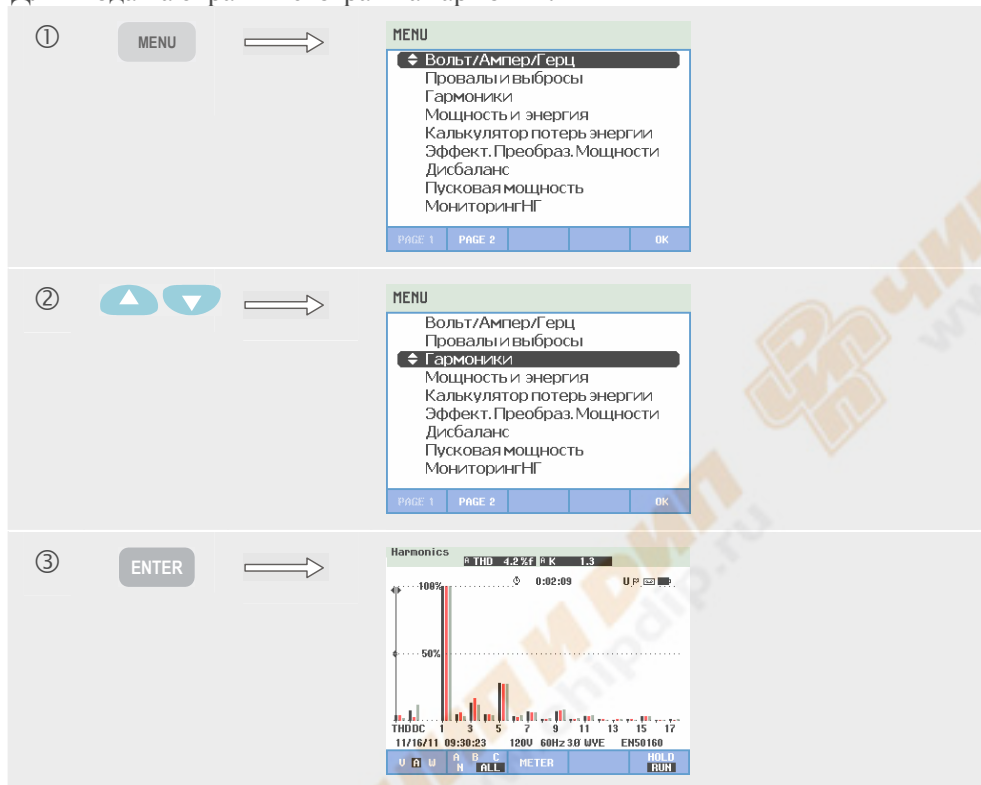 ①
MENU
MENU
Вольт/Ампер/Герц
Провалы и выбросы
Гармоники
Мощность и энергия
Калькулятор потерь энергии
Эффект. Преобраз. Мощности
Дисбаланс
Пусковая мощность
МониторингНГ
PAGE 1 PAGE 2 OK
②
MENU
Вольт/Ампер/Герц
Провалы и выбросы
Гармоники
Мощность и энергия
Калькулятор потерь энергии
Эффект. Преобраз. Мощности
Дисбаланс
Пусковая мощность
МониторингНГ
PAGE 1 PAGE 2 OK
③
ENTER
Harmonics
A THD 4.2 %f A K 1.3
0:02:09
100%
50%
THDDC 1 3 5 7 9 11 13 15 17
11/16/11 09:30:23 120V 60Hz 3Ø WYE EN50160
V A W A B C N ALL METER HOLD RUN
ЧИП И ДИП